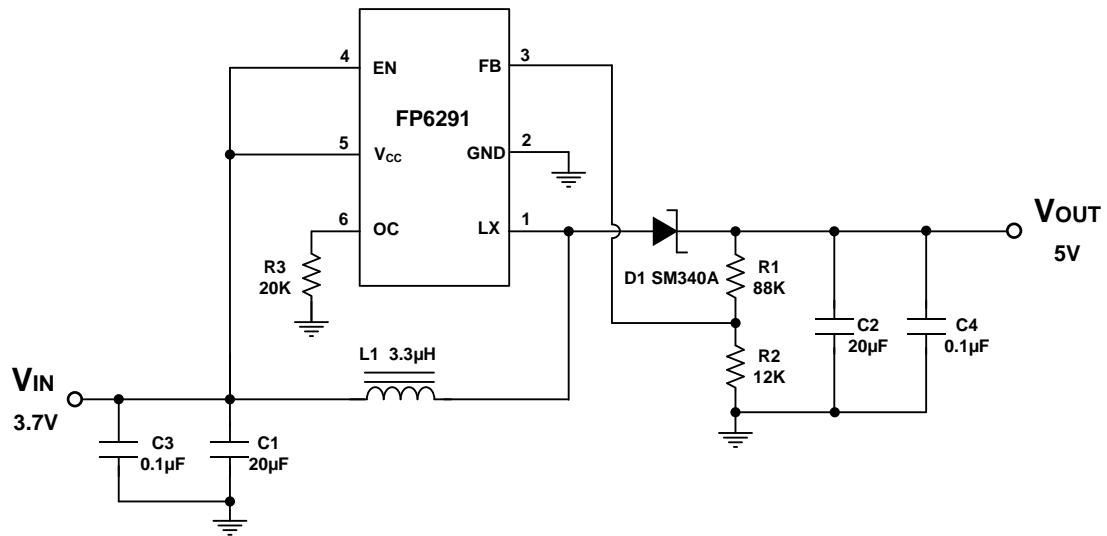 4
EN
FB
3
FP6291
5
VCC
GND
2
6
OC
LX
1
R3
20K
D1 SM340A
R1
88K
VOUT
5V
C2
20µF
C4
0.1µF
R2
12K
L1 3.3µH
VIN
3.7V
C3
0.1µF
C1
20µF